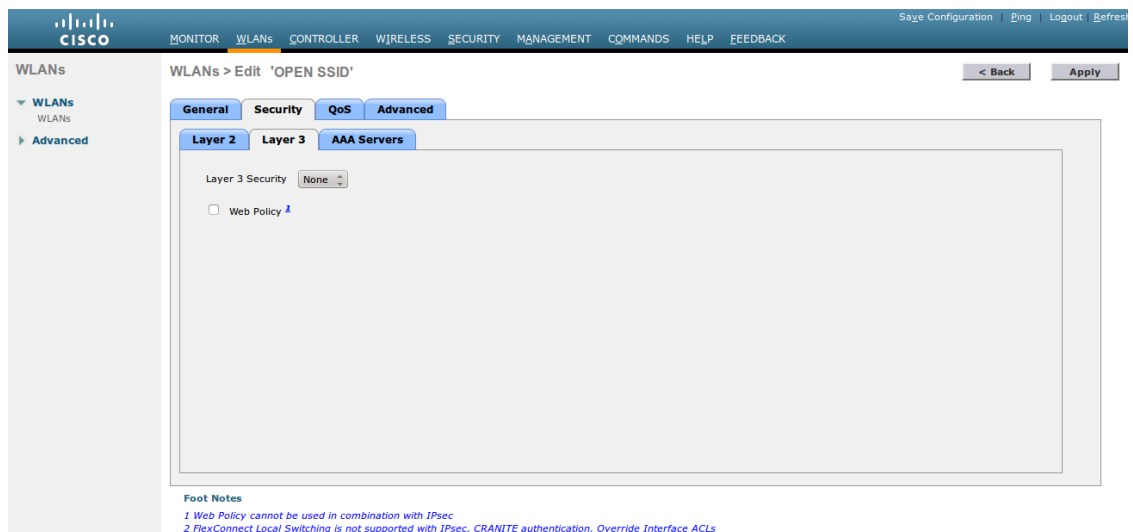 Save Configuration | Ping | Logout | Refresh
CISCO
MONITOR WLANs CONTROLLER WIRELESS SECURITY MANAGEMENT COMMANDS HELP FEEDBACK
WLANs
WLANs > Edit 'OPEN SSID'
< Back
Apply
WLANs
WLANs
Advanced
General Security QoS Advanced
Layer 2 Layer 3 AAA Servers
Layer 3 Security None
Web Policy 1
Foot Notes
1 Web Policy cannot be used in combination with IPsec
2 FlexConnect Local Switching is not supported with IPsec, CRANITE authentication, Override Interface ACLs